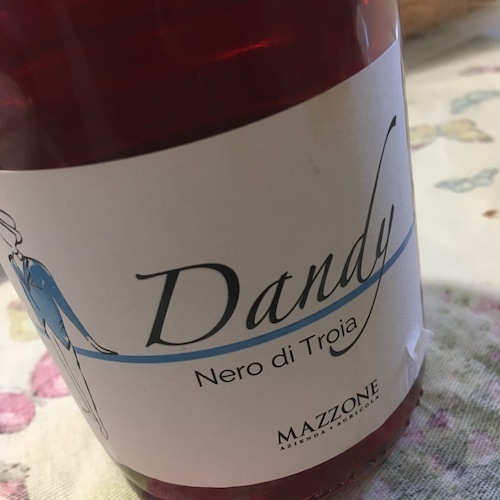 Dandy
Nero di Troia
MAZZONE
AZIENDA • AGRICOLA